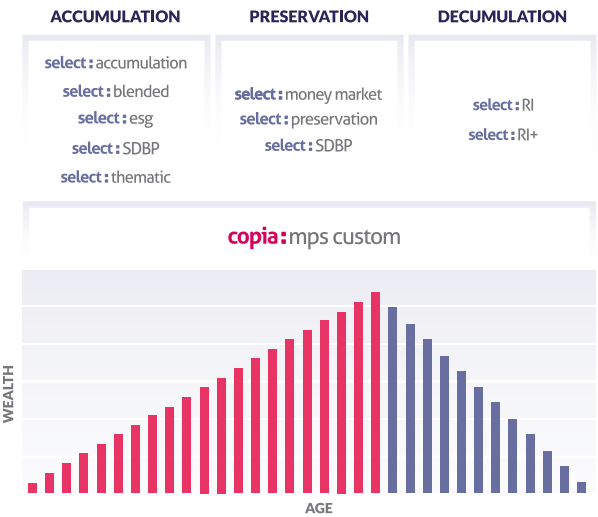 ACCUMULATION
select:accumulation
select:blended
select:esg
select:SDBP
select:thematic
PRESERVATION
select:money market
select:preservation
select:SDBP
DECUMULATION
select:RI
select:RI+
copia:mps custom
WEALTH
AGE